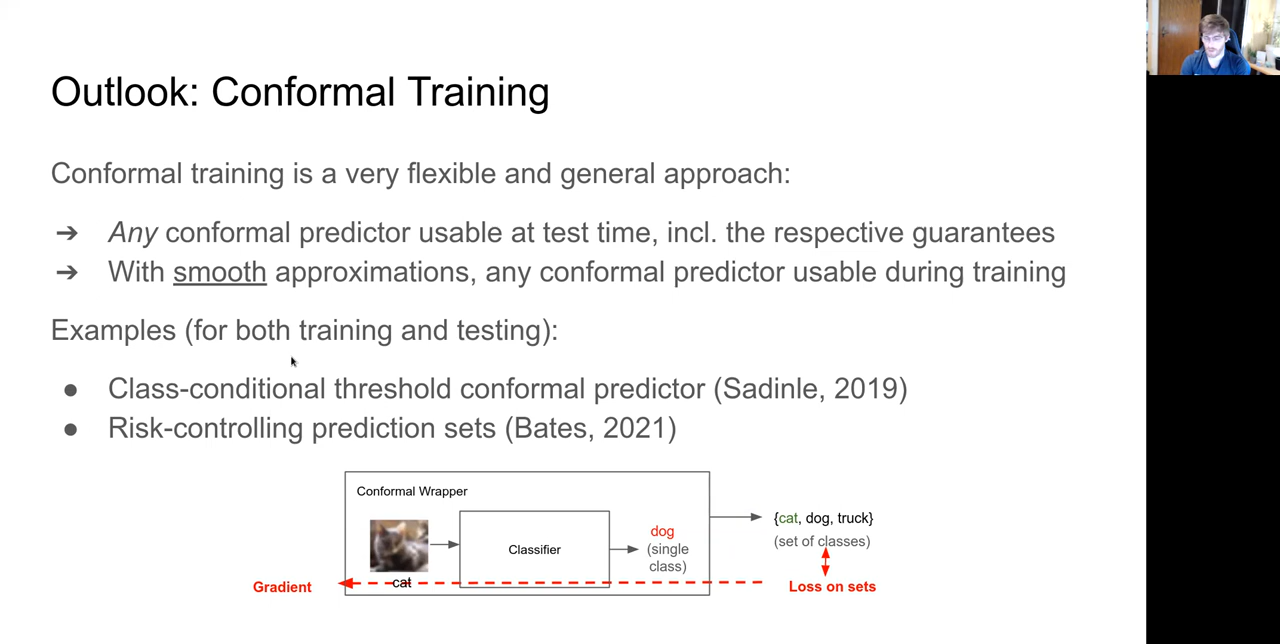 Outlook: Conformal Training
Conformal training is a very flexible and general approach:
➔ Any conformal predictor usable at test time, incl. the respective guarantees
➔ With smooth approximations, any conformal predictor usable during training
Examples (for both training and testing):
● Class-conditional threshold conformal predictor (Sadinle, 2019)
● Risk-controlling prediction sets (Bates, 2021)
Conformal Wrapper
cat
Classifier
dog
(single
class)
{cat, dog, truck}
(set of classes)
Gradient
Loss on sets